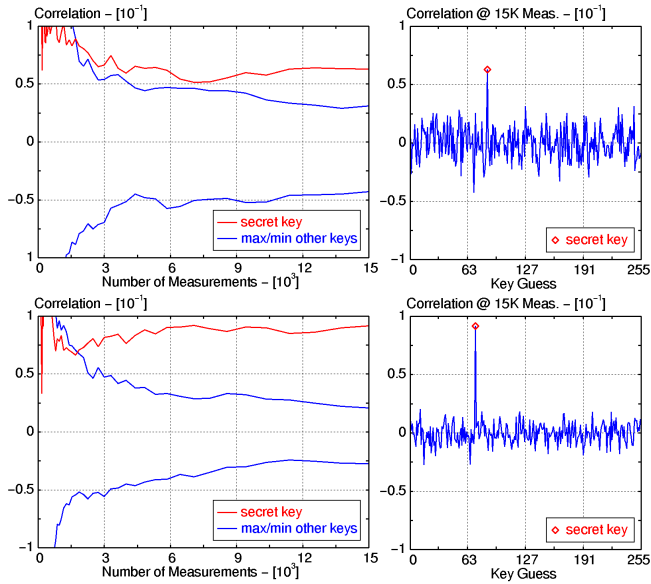 Correlation – [10⁻¹]
1
0.5
0
−0.5
−1
secret key
max/min other keys
0 3 6 9 12 15
Number of Measurements – [10³]
Correlation @ 15K Meas. – [10⁻¹]
1
0.5
0
−0.5
−1
secret key
0 63 127 191 255
Key Guess
Correlation – [10⁻¹]
1
0.5
0
−0.5
−1
secret key
max/min other keys
0 3 6 9 12 15
Number of Measurements – [10³]
Correlation @ 15K Meas. – [10⁻¹]
1
0.5
0
−0.5
−1
secret key
0 63 127 191 255
Key Guess